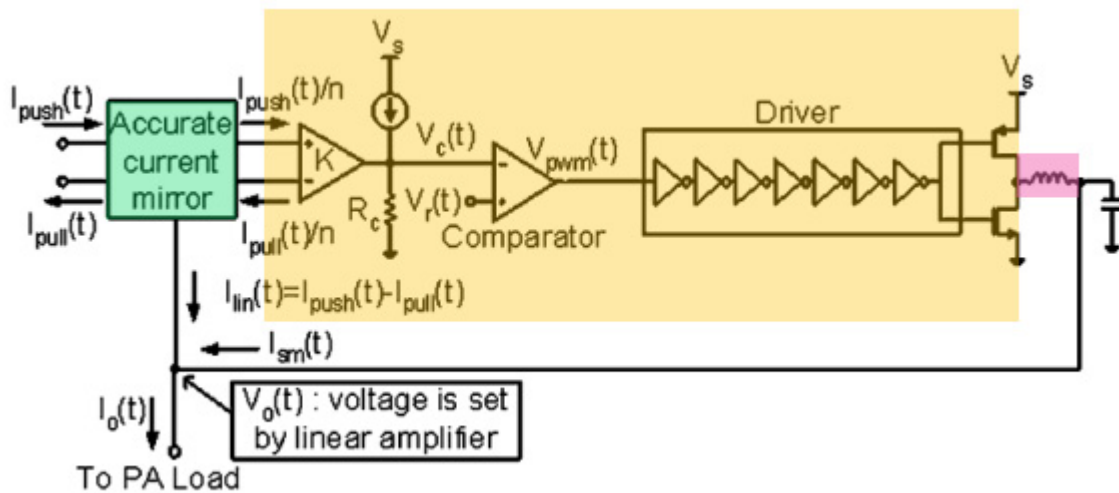 V_s
I_push(t)
I_push(t)/n
Accurate
current
mirror
K
V_c(t)
V_pwm(t)
Driver
V_s
V_r(t)
R_c
Comparator
I_pull(t)
I_pull(t)/n
I_lin(t)=I_push(t)-I_pull(t)
I_sm(t)
I_o(t)
V_o(t) : voltage is set
by linear amplifier
To PA Load